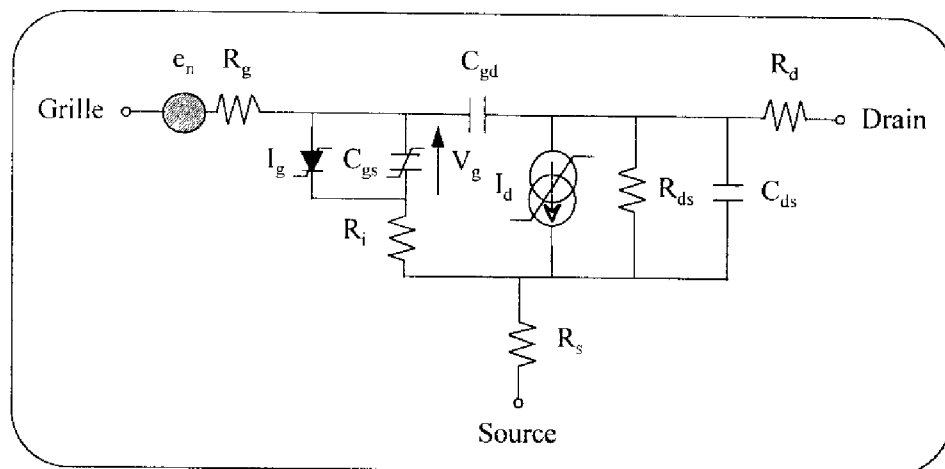 e_n
R_g
C_gd
R_d
Grille
Drain
I_g
C_gs
V_g
I_d
R_ds
C_ds
R_i
R_s
Source